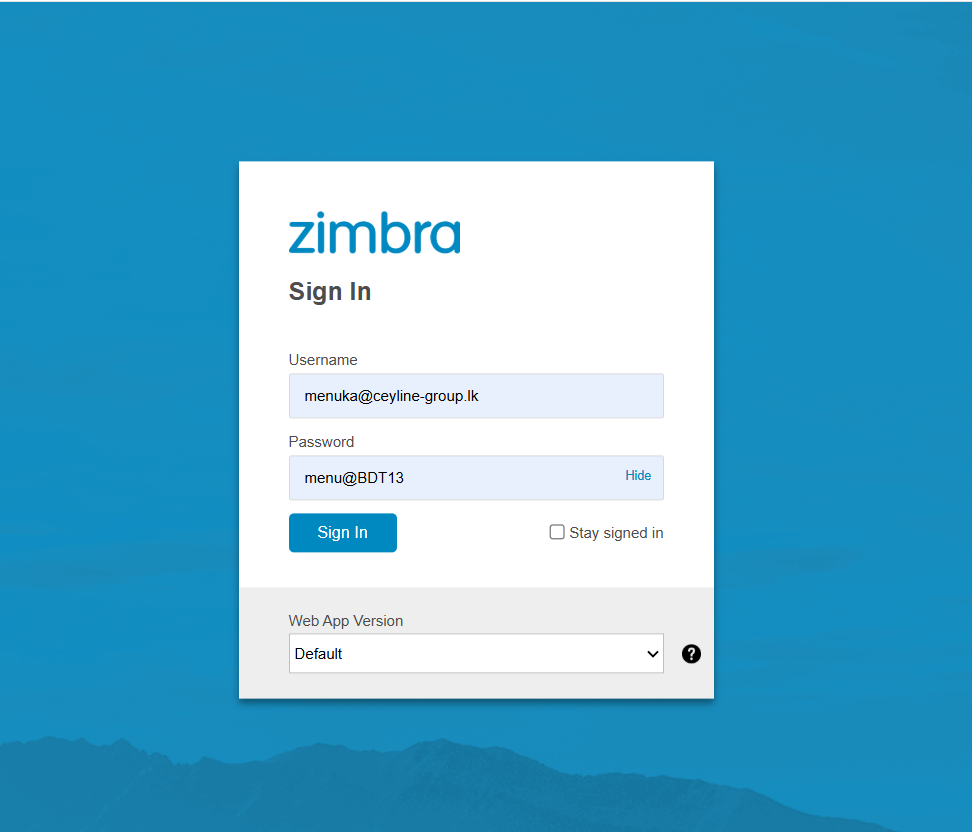 zimbra
Sign In
Username
menuka@ceyline-group.lk
Password
menu@BDT13
Hide
Sign In
Stay signed in
Web App Version
Default
?